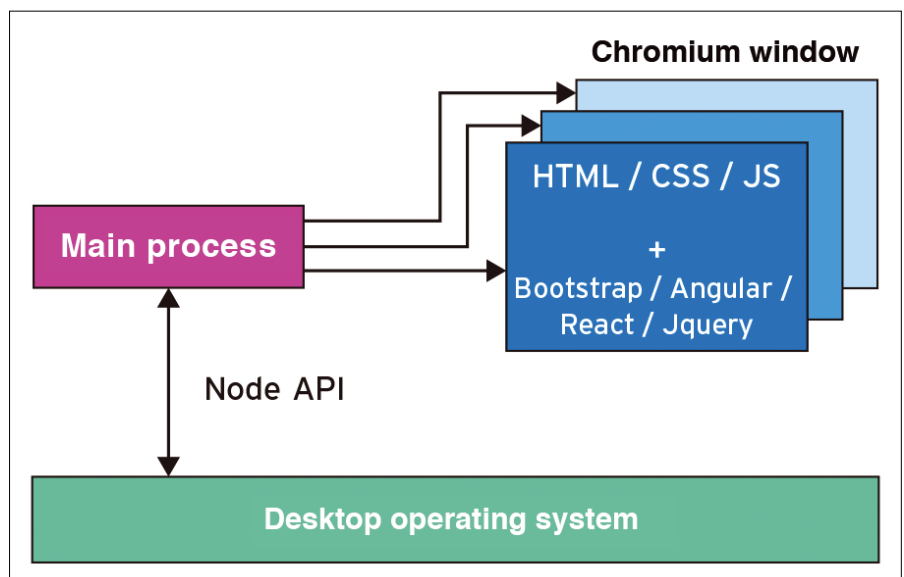 Chromium window
HTML / CSS / JS
+
Bootstrap / Angular /
React / Jquery
Main process
Node API
Desktop operating system